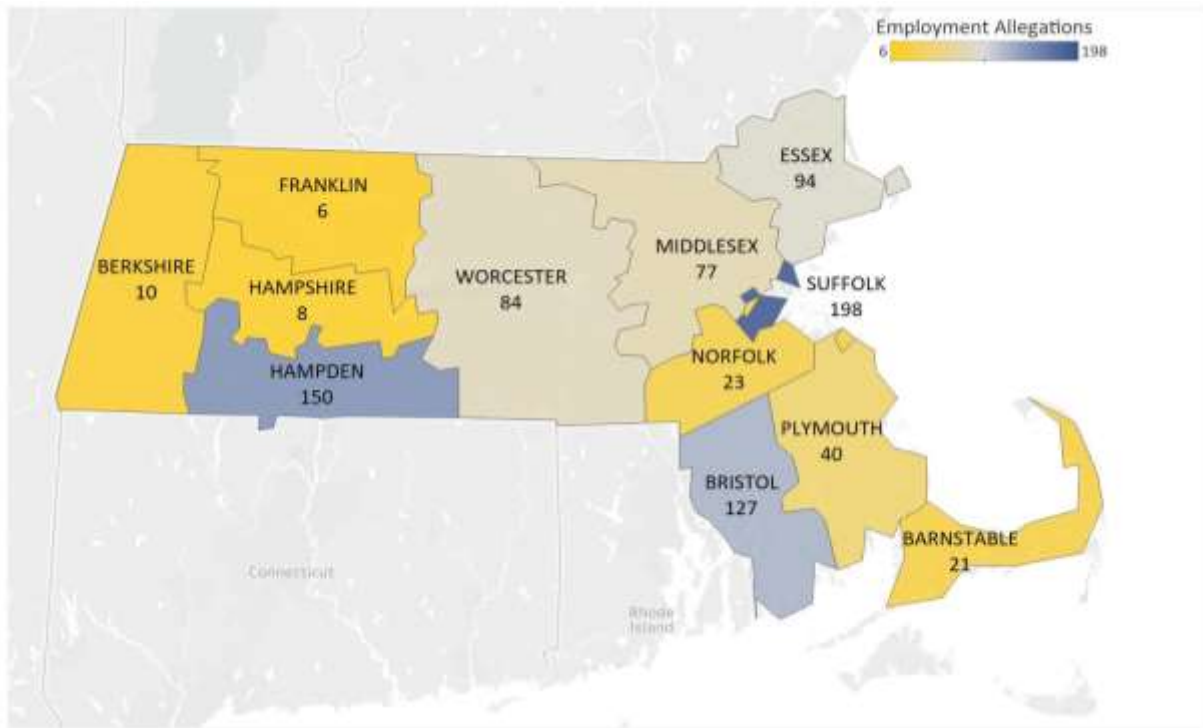 Employment Allegations
6 198
ESSEX
94
FRANKLIN
6
MIDDLESEX
77
BERKSHIRE
10
WORCESTER
84
SUFFOLK
198
HAMPSHIRE
8
NORFOLK
23
HAMPDEN
150
PLYMOUTH
40
BRISTOL
127
BARNSTABLE
21
Connecticut
Rhode
Island